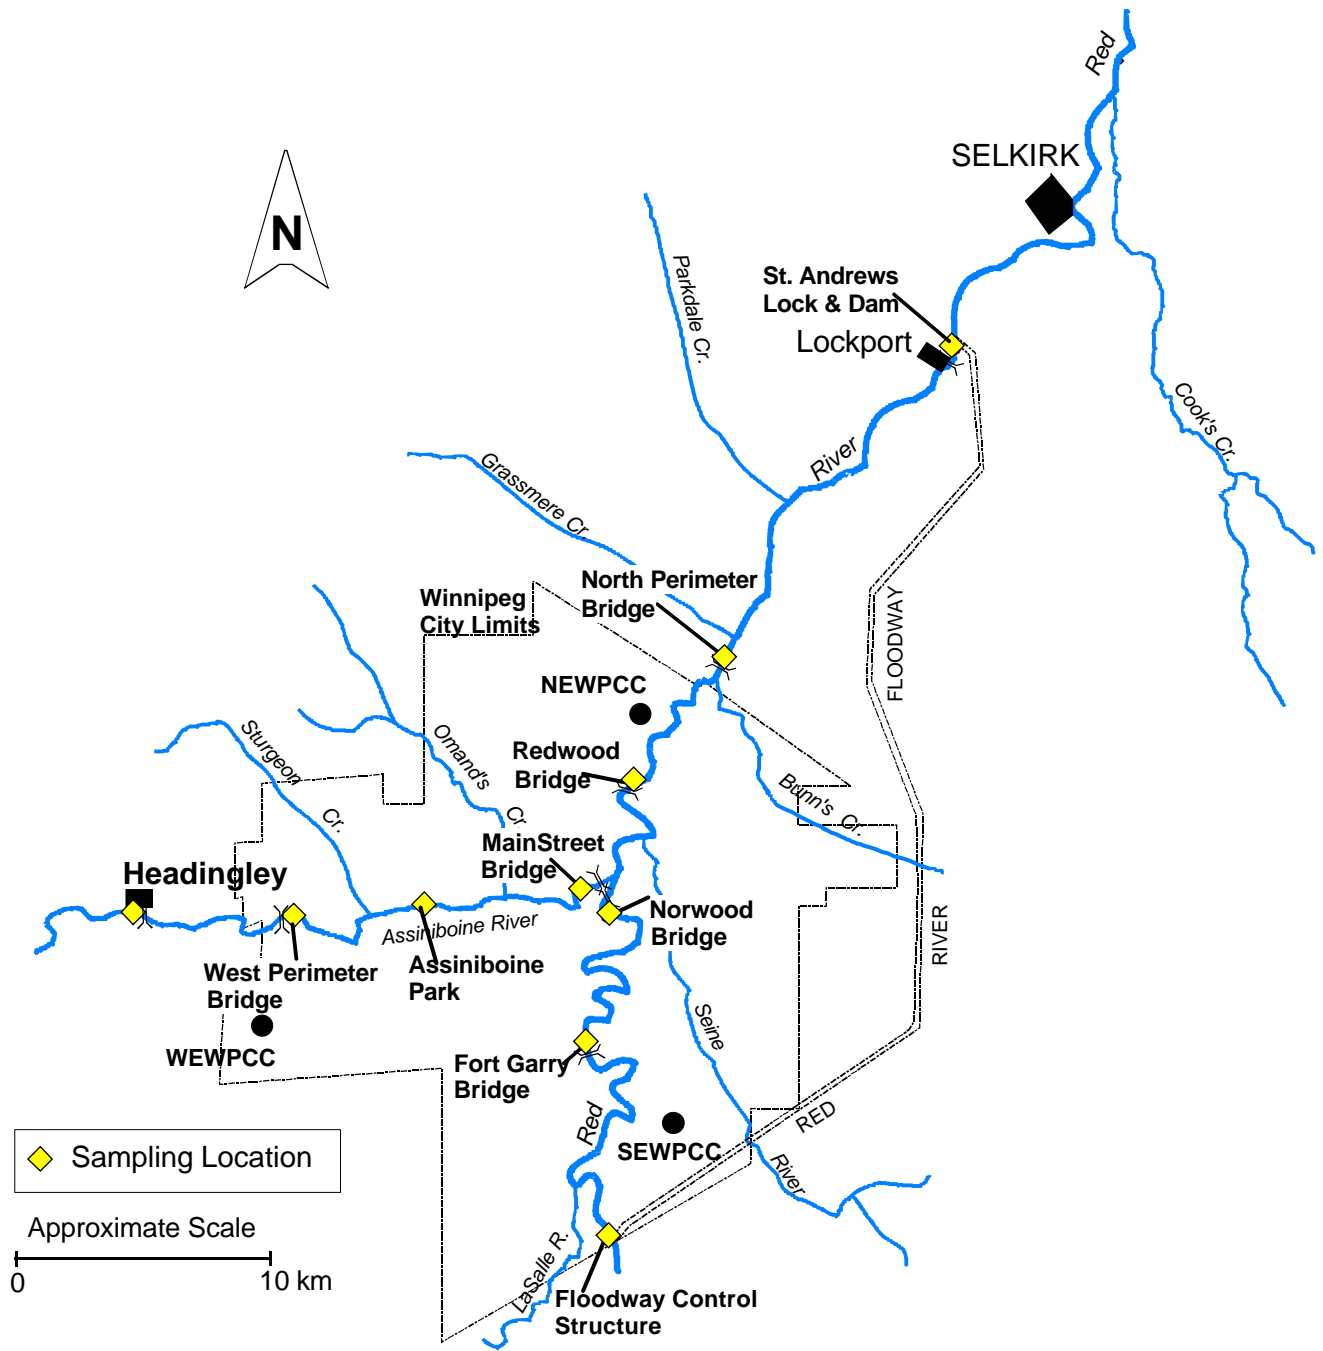 Red
SELKIRK
N
St. Andrews
Lock & Dam
Parkdale Cr.
Lockport
Cook's Cr.
River
Grassmere Cr.
North Perimeter
Bridge
Winnipeg
City Limits
FLOODWAY
NEWPCC
Sturgeon
Cr.
Omand's
Cr
Redwood
Bridge
Bunn's Cr.
MainStreet
Bridge
Headingley
Norwood
Bridge
Assiniboine River
RIVER
West Perimeter
Bridge
Assiniboine
Park
Seine
WEWPCC
Fort Garry
Bridge
Red
RED
SEWPCC
Sampling Location
River
Approximate Scale
0
10 km
LaSalle R.
Floodway Control
Structure